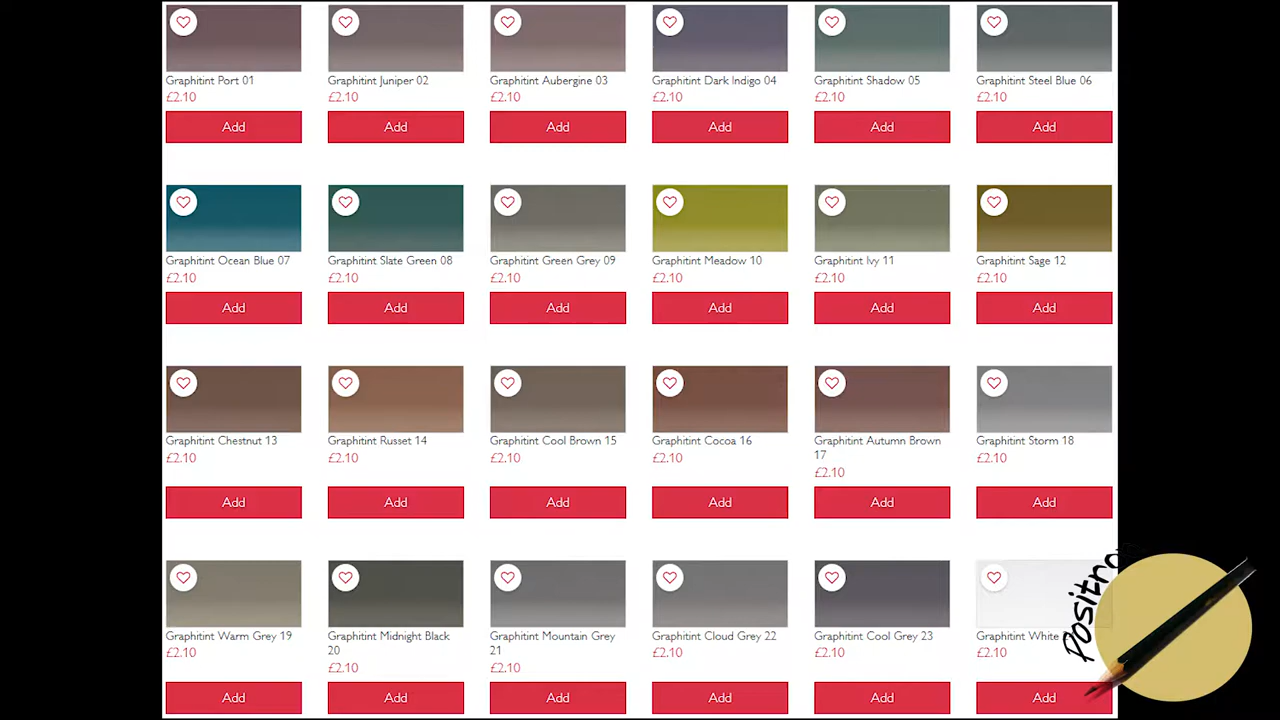 Graphitint Port 01
Graphitint Juniper 02
Graphitint Aubergine 03
Graphitint Dark Indigo 04
Graphitint Shadow 05
Graphitint Steel Blue 06
£2.10
£2.10
£2.10
£2.10
£2.10
£2.10
Add
Add
Add
Add
Add
Add
Graphitint Ocean Blue 07
Graphitint Slate Green 08
Graphitint Green Grey 09
Graphitint Meadow 10
Graphitint Ivy 11
Graphitint Sage 12
£2.10
£2.10
£2.10
£2.10
£2.10
£2.10
Add
Add
Add
Add
Add
Add
Graphitint Chestnut 13
Graphitint Russet 14
Graphitint Cool Brown 15
Graphitint Cocoa 16
Graphitint Autumn Brown
17
Graphitint Storm 18
£2.10
£2.10
£2.10
£2.10
£2.10
£2.10
Add
Add
Add
Add
Add
Add
Graphitint Warm Grey 19
Graphitint Midnight Black
20
Graphitint Mountain Grey
21
Graphitint Cloud Grey 22
Graphitint Cool Grey 23
Graphitint White
£2.10
£2.10
£2.10
£2.10
£2.10
£2.10
Add
Add
Add
Add
Add
Add